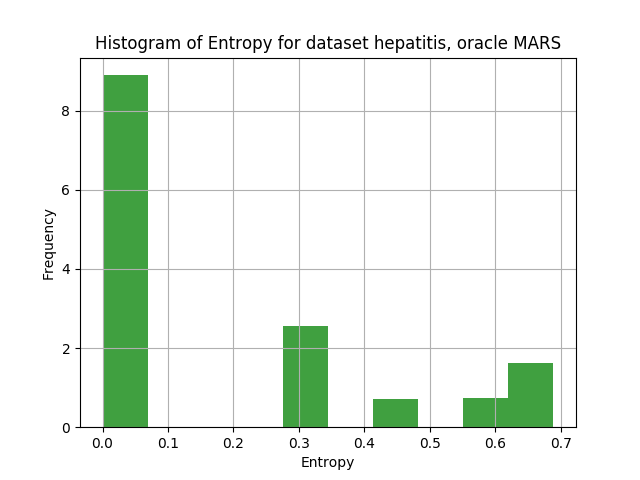 Histogram of Entropy for dataset hepatitis, oracle MARS
Frequency
8
6
4
2
0
0.0 0.1 0.2 0.3 0.4 0.5 0.6 0.7
Entropy